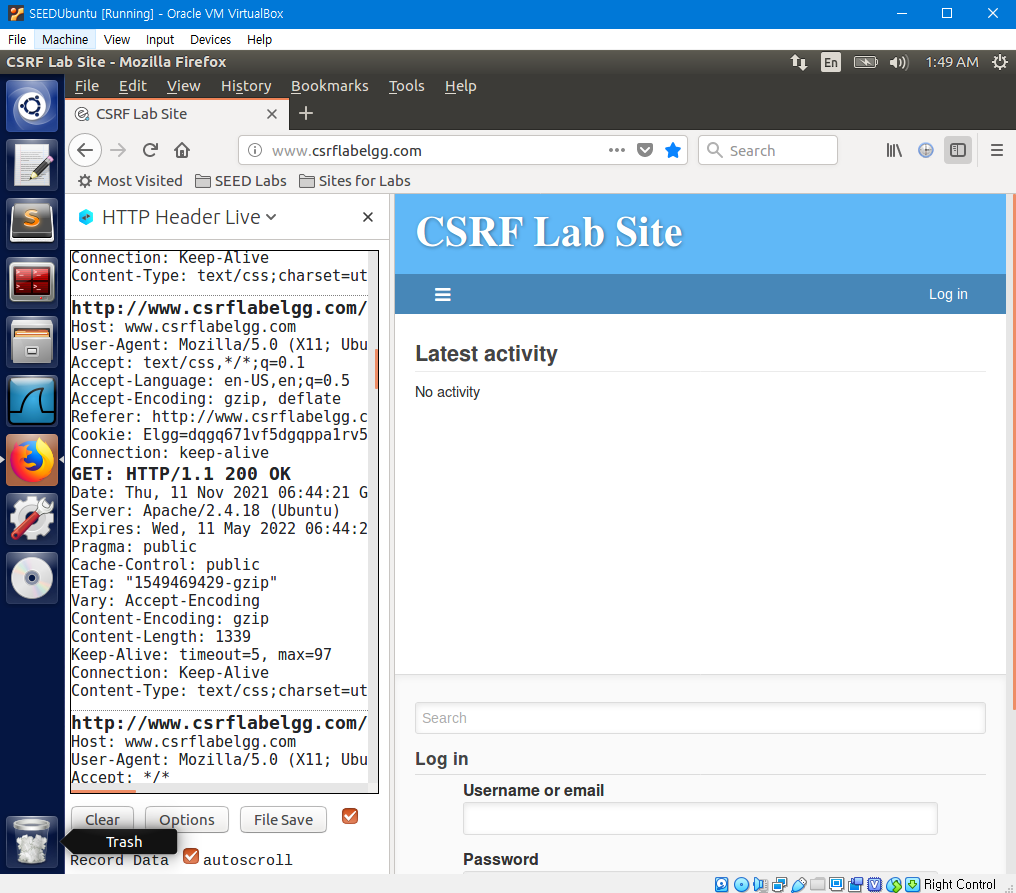 SEEDUbuntu [Running] - Oracle VM VirtualBox
File Machine View Input Devices Help
CSRF Lab Site - Mozilla Firefox
En
1:49 AM
File Edit View History Bookmarks Tools Help
CSRF Lab Site
www.csrflabelgg.com
Search
Most Visited SEED Labs Sites for Labs
HTTP Header Live
Connection: Keep-Alive
Content-Type: text/css;charset=ut
http://www.csrflabelgg.com/
Host: www.csrflabelgg.com
User-Agent: Mozilla/5.0 (X11; Ubu
Accept: text/css,*/*;q=0.1
Accept-Language: en-US,en;q=0.5
Accept-Encoding: gzip, deflate
Referer: http://www.csrflabelgg.c
Cookie: Elgg=dqgq671vf5dgqppa1rv5
Connection: keep-alive
GET: HTTP/1.1 200 OK
Date: Thu, 11 Nov 2021 06:44:21 G
Server: Apache/2.4.18 (Ubuntu)
Expires: Wed, 11 May 2022 06:44:2
Pragma: public
Cache-Control: public
ETag: "1549469429-gzip"
Vary: Accept-Encoding
Content-Encoding: gzip
Content-Length: 1339
Keep-Alive: timeout=5, max=97
Connection: Keep-Alive
Content-Type: text/css;charset=ut
http://www.csrflabelgg.com/
Host: www.csrflabelgg.com
User-Agent: Mozilla/5.0 (X11; Ubu
Accept: */*
Clear Options File Save
Trash
Record Data autoscroll
CSRF Lab Site
Log in
Latest activity
No activity
Search
Log in
Username or email
Password
Right Control